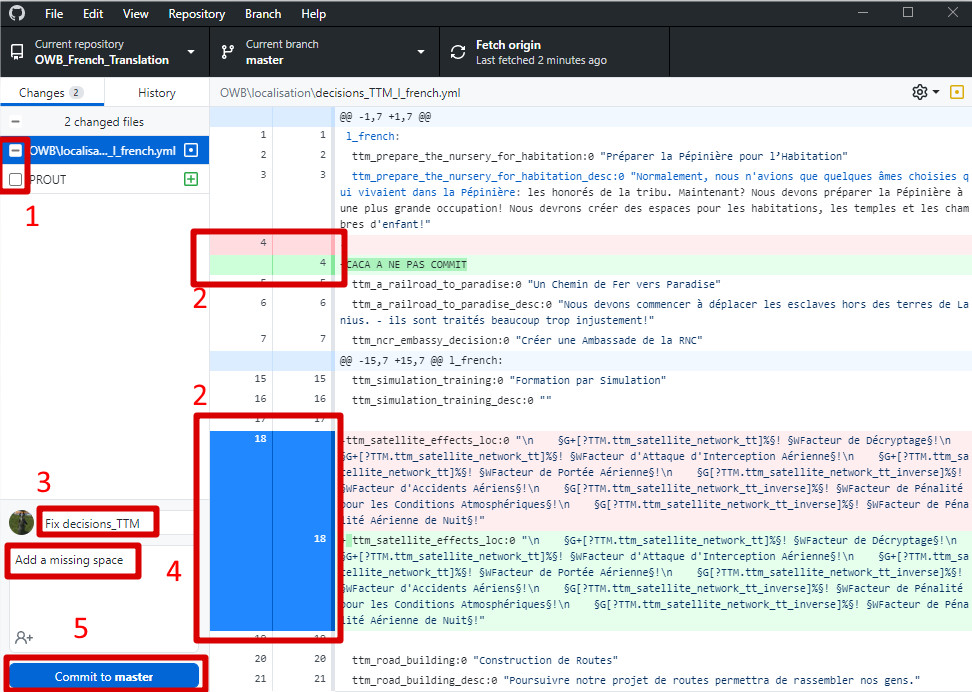 File Edit View Repository Branch Help
Current repository
OWB_French_Translation
Current branch
master
Fetch origin
Last fetched 2 minutes ago
Changes 2
History
OWB\localisation\decisions_TTM_l_french.yml
2 changed files
OWB\localisa..._l_french.yml
PROUT
1
@@ -1,7 +1,7 @@
1 1 l_french:
2 2 ttm_prepare_the_nursery_for_habitation:0 "Préparer la Pépinière pour l’Habitation"
3 3 ttm_prepare_the_nursery_for_habitation_desc:0 "Normalement, nous n'avions que quelques âmes choisies q
ui vivaient dans la Pépinière: les honorés de la tribu. Maintenant? Nous devons préparer la Pépinière à
une plus grande occupation! Nous devrons créer des espaces pour les habitations, les temples et les cham
bres d'enfant!"
4
4 CACA A NE PAS COMMIT
2
5 5 ttm_a_railroad_to_paradise:0 "Un Chemin de Fer vers Paradise"
6 6 ttm_a_railroad_to_paradise_desc:0 "Nous devons commencer à déplacer les esclaves hors des terres de La
nius. - ils sont traités beaucoup trop injustement!"
7 7 ttm_ncr_embassy_decision:0 "Créer une Ambassade de la RNC"
@@ -15,7 +15,7 @@ l_french:
15 15 ttm_simulation_training:0 "Formation par Simulation"
2
16 16 ttm_simulation_training_desc:0 ""
17 17
18 -ttm_satellite_effects_loc:0 "\n §G+[?TTM.ttm_satellite_network_tt]%§! §WFacteur de Décryptage§!\n
§G+[?TTM.ttm_satellite_network_tt]%§! §WFacteur d'Attaque d'Interception Aérienne§!\n §G+[?TTM.ttm_sa
tellite_network_tt]%§! §WFacteur de Portée Aérienne§!\n §G[?TTM.ttm_satellite_network_tt_inverse]%§!
§WFacteur d'Accidents Aériens§!\n §G[?TTM.ttm_satellite_network_tt_inverse]%§! §WFacteur de Pénalité
pour les Conditions Atmosphériques§!\n §G[?TTM.ttm_satellite_network_tt_inverse]%§! §WFacteur de Péna
lité Aérienne de Nuit§!"
18 + ttm_satellite_effects_loc:0 "\n §G+[?TTM.ttm_satellite_network_tt]%§! §WFacteur de Décryptage§!\n
§G+[?TTM.ttm_satellite_network_tt]%§! §WFacteur d'Attaque d'Interception Aérienne§!\n §G+[?TTM.ttm_sa
tellite_network_tt]%§! §WFacteur de Portée Aérienne§!\n §G[?TTM.ttm_satellite_network_tt_inverse]%§!
§WFacteur d'Accidents Aériens§!\n §G[?TTM.ttm_satellite_network_tt_inverse]%§! §WFacteur de Pénalité
pour les Conditions Atmosphériques§!\n §G[?TTM.ttm_satellite_network_tt_inverse]%§! §WFacteur de Péna
lité Aérienne de Nuit§!"
19 19
20 20 ttm_road_building:0 "Construction de Routes"
21 21 ttm_road_building_desc:0 "Poursuivre notre projet de routes permettra de rassembler nos gens."
3
Fix decisions_TTM
Add a missing space
4
5
Commit to master